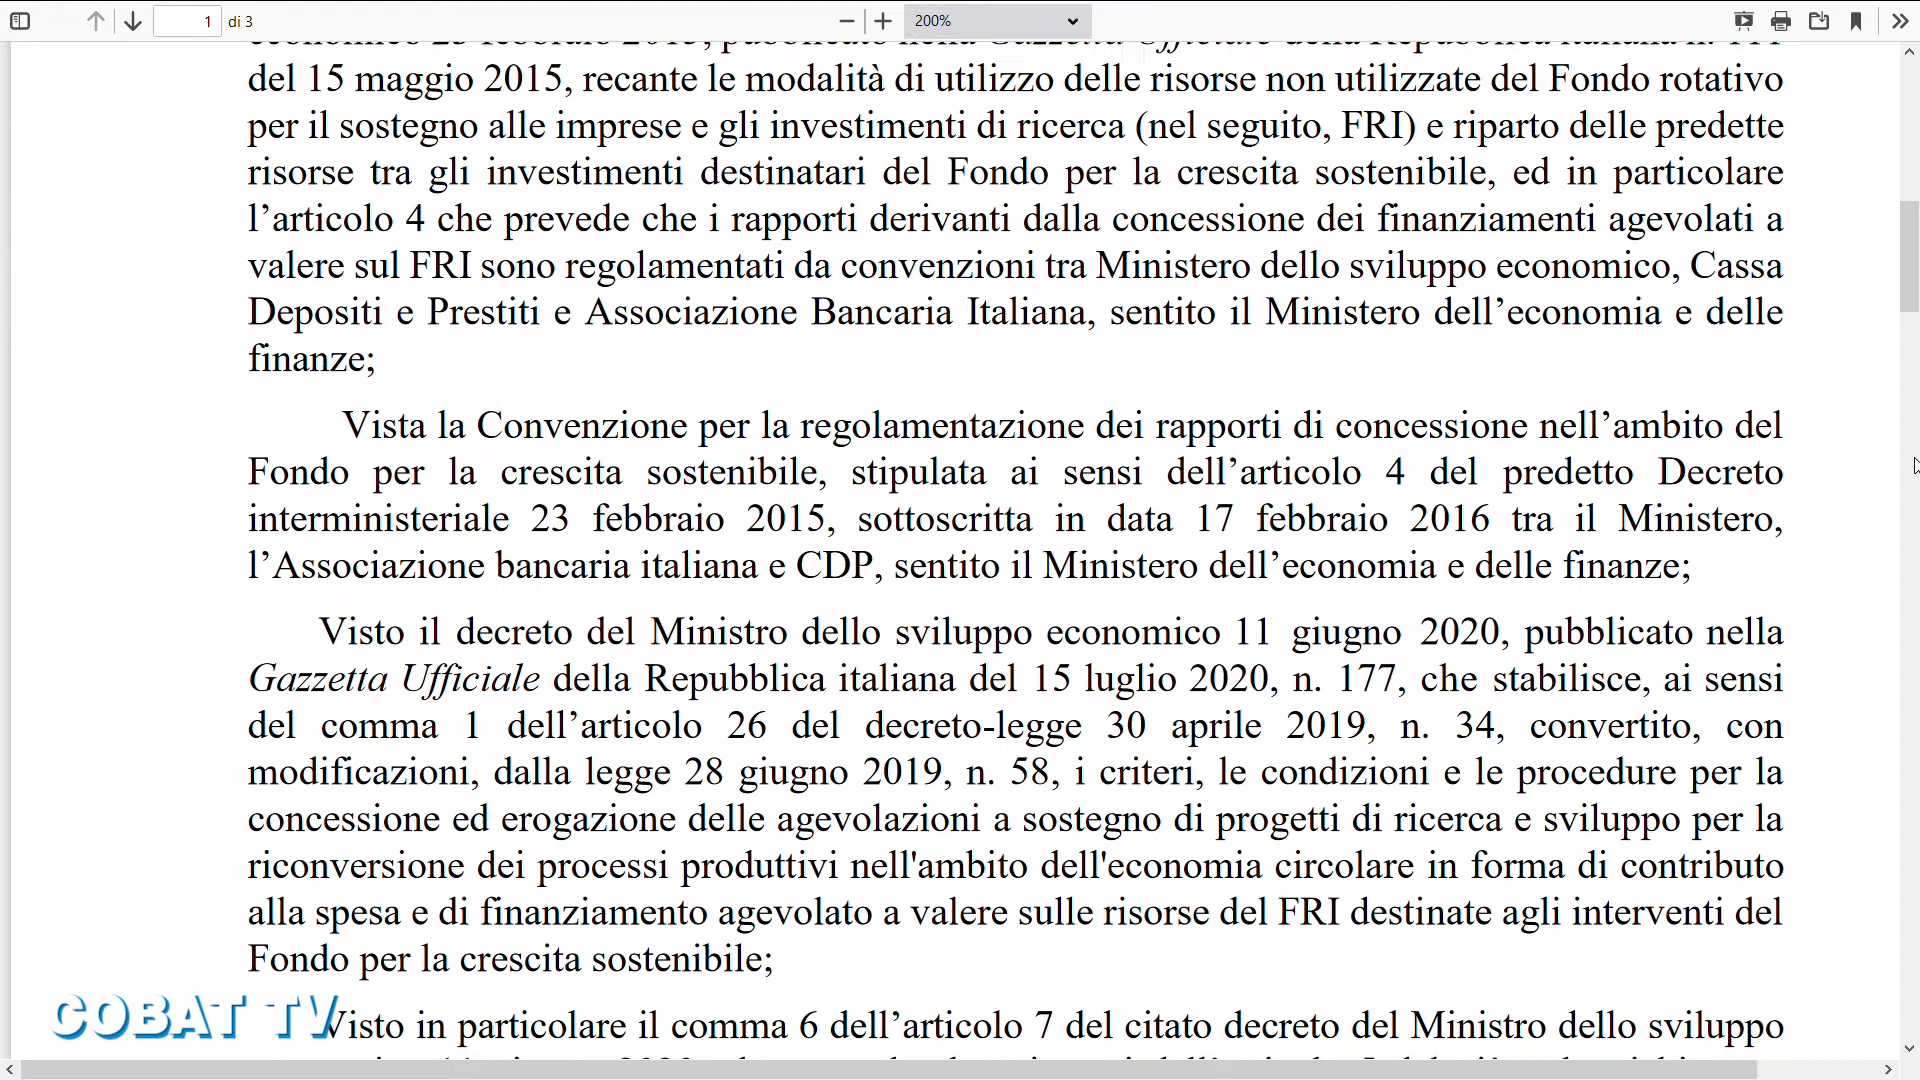 1 di 3
200%
economico 23 febbraio 2015, pubblicato nella Gazzetta Ufficiale della Repubblica italiana n. 111
del 15 maggio 2015, recante le modalità di utilizzo delle risorse non utilizzate del Fondo rotativo
per il sostegno alle imprese e gli investimenti di ricerca (nel seguito, FRI) e riparto delle predette
risorse tra gli investimenti destinatari del Fondo per la crescita sostenibile, ed in particolare
l’articolo 4 che prevede che i rapporti derivanti dalla concessione dei finanziamenti agevolati a
valere sul FRI sono regolamentati da convenzioni tra Ministero dello sviluppo economico, Cassa
Depositi e Prestiti e Associazione Bancaria Italiana, sentito il Ministero dell’economia e delle
finanze;
Vista la Convenzione per la regolamentazione dei rapporti di concessione nell’ambito del
Fondo per la crescita sostenibile, stipulata ai sensi dell’articolo 4 del predetto Decreto
interministeriale 23 febbraio 2015, sottoscritta in data 17 febbraio 2016 tra il Ministero,
l’Associazione bancaria italiana e CDP, sentito il Ministero dell’economia e delle finanze;
Visto il decreto del Ministro dello sviluppo economico 11 giugno 2020, pubblicato nella
Gazzetta Ufficiale della Repubblica italiana del 15 luglio 2020, n. 177, che stabilisce, ai sensi
del comma 1 dell’articolo 26 del decreto-legge 30 aprile 2019, n. 34, convertito, con
modificazioni, dalla legge 28 giugno 2019, n. 58, i criteri, le condizioni e le procedure per la
concessione ed erogazione delle agevolazioni a sostegno di progetti di ricerca e sviluppo per la
riconversione dei processi produttivi nell'ambito dell'economia circolare in forma di contributo
alla spesa e di finanziamento agevolato a valere sulle risorse del FRI destinate agli interventi del
Fondo per la crescita sostenibile;
COBAT TV
Visto in particolare il comma 6 dell’articolo 7 del citato decreto del Ministro dello sviluppo